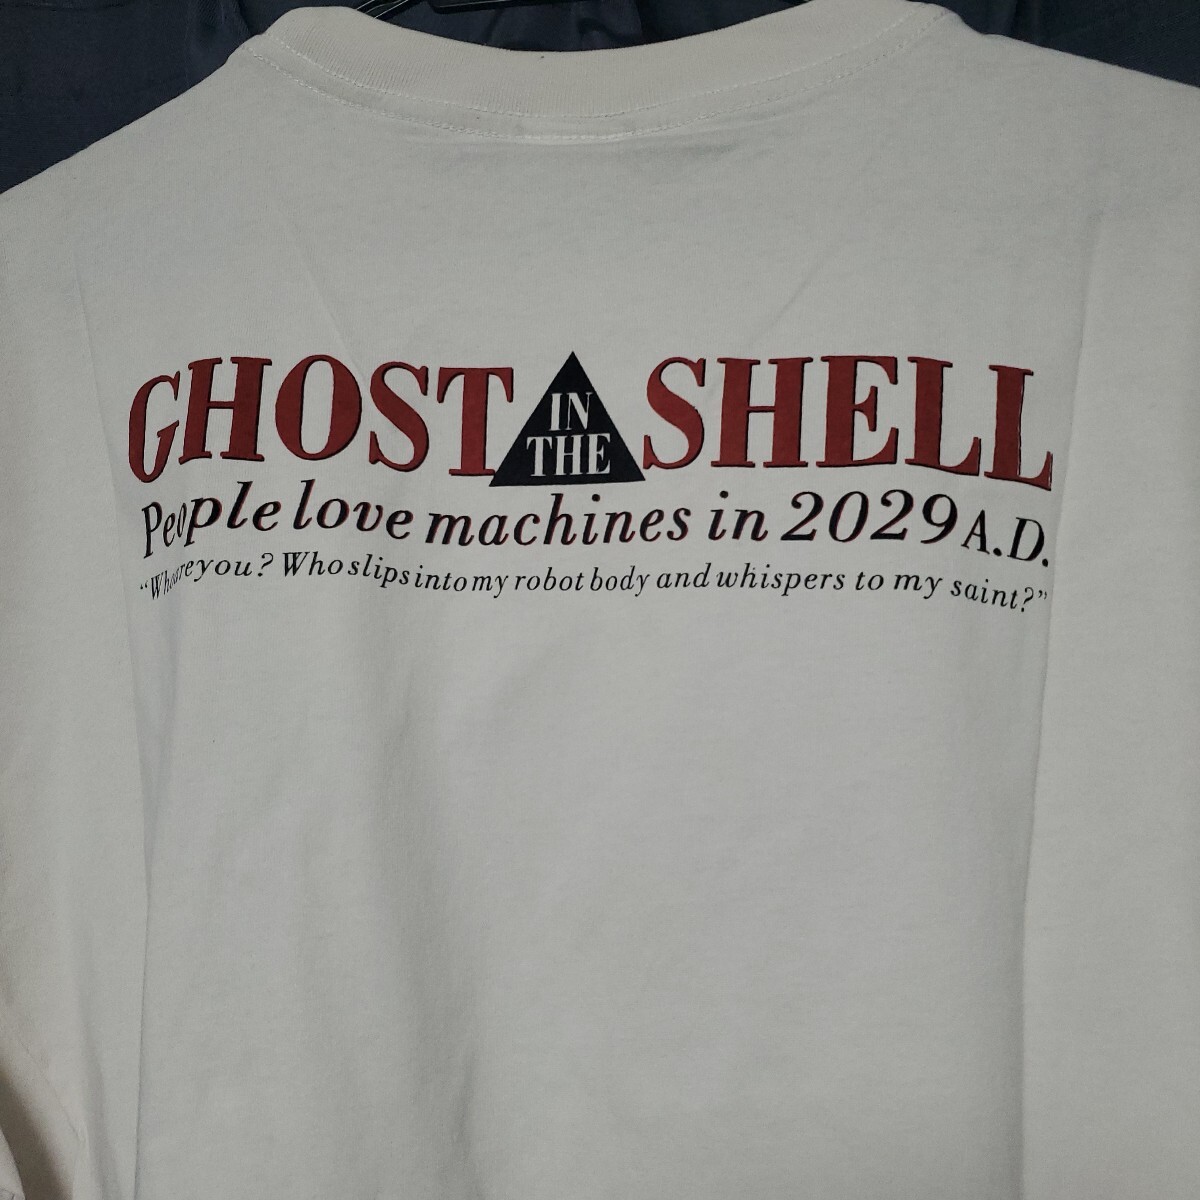 GHOST IN THE SHELL
People love machines in 2029 A.D.
“Who are you? Who slips into my robot body and whispers to my saint?”